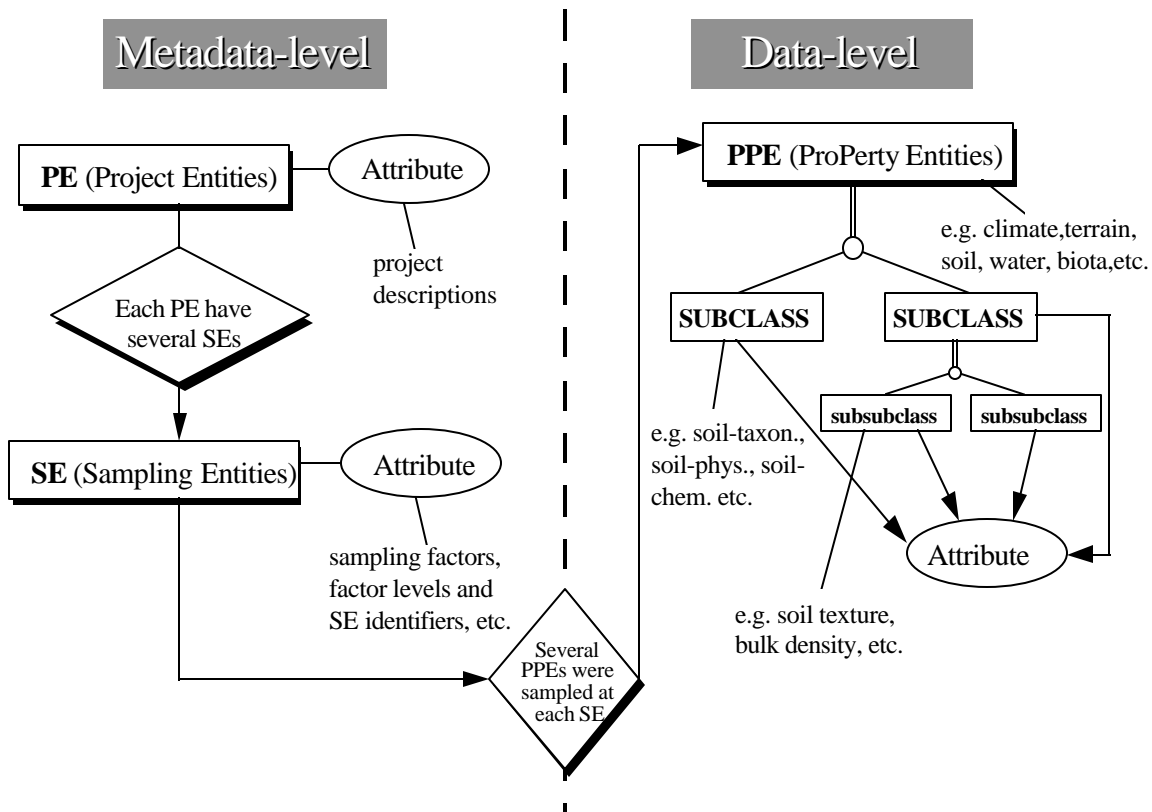 Metadata-level
PE (Project Entities)
Attribute
project
descriptions
Each PE have
several SEs
SE (Sampling Entities)
Attribute
sampling factors,
factor levels and
SE identifiers, etc.
Several
PPEs were
sampled at
each SE
Data-level
PPE (ProPerty Entities)
e.g. climate,terrain,
soil, water, biota,etc.
SUBCLASS
SUBCLASS
subsubclass
subsubclass
e.g. soil-taxon.,
soil-phys., soil-
chem. etc.
Attribute
e.g. soil texture,
bulk density, etc.